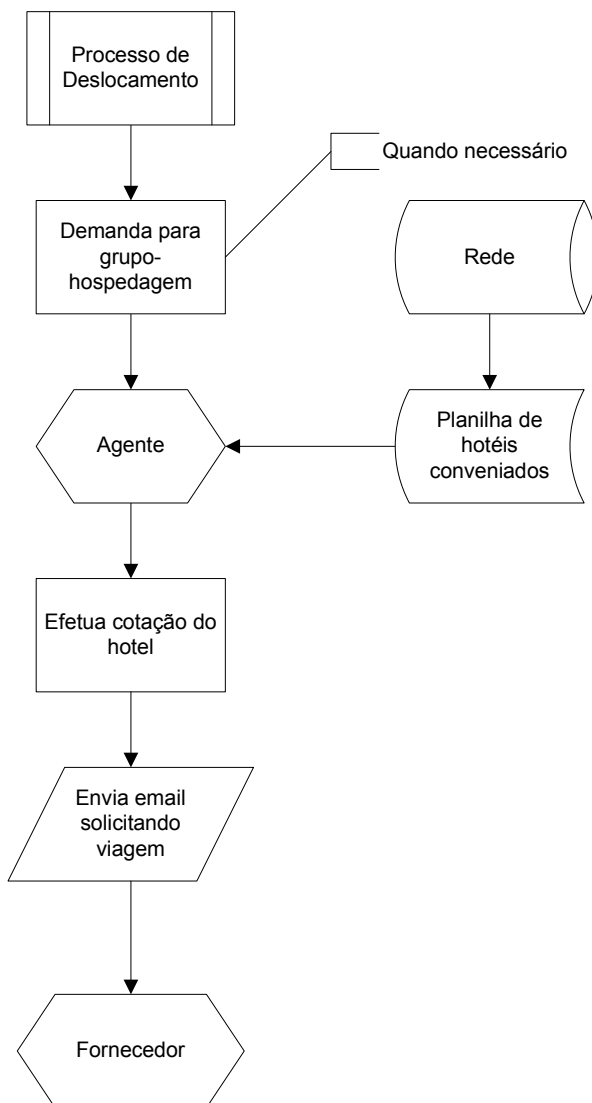 Processo de
Deslocamento
Quando necessário
Demanda para
grupo-
hospedagem
Rede
Agente
Planilha de
hotéis
conveniados
Efetua cotação do
hotel
Envia email
solicitando
viagem
Fornecedor